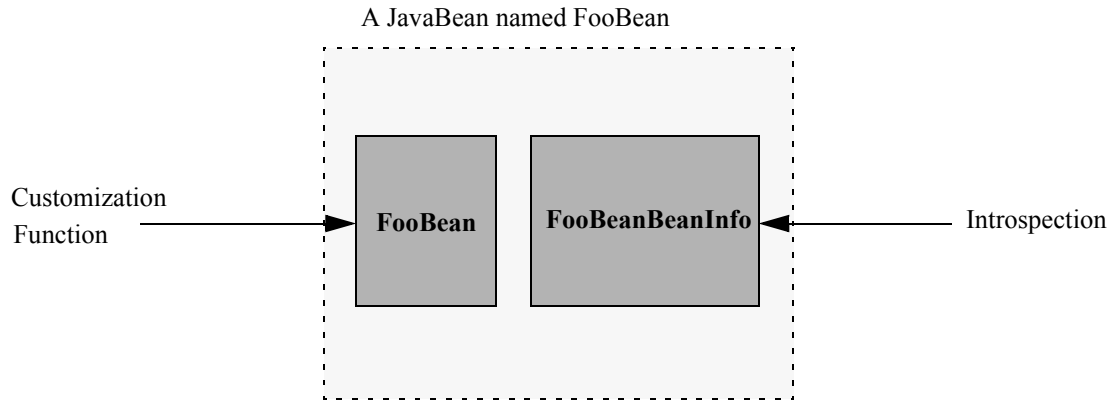 A JavaBean named FooBean
Customization
Function
FooBean
FooBeanBeanInfo
Introspection